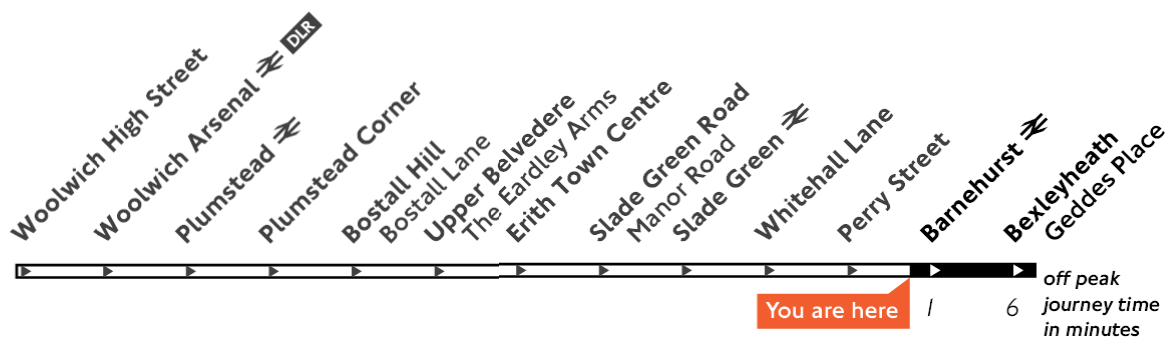 Woolwich High Street
Woolwich Arsenal DLR
Plumstead
Plumstead Corner
Bostall Hill
Bostall Lane
Upper Belvedere
The Eardley Arms
Erith Town Centre
Slade Green Road
Manor Road
Slade Green
Whitehall Lane
Perry Street
Barnehurst
Bexleyheath
Geddes Place
You are here
1
6
off peak
journey time
in minutes